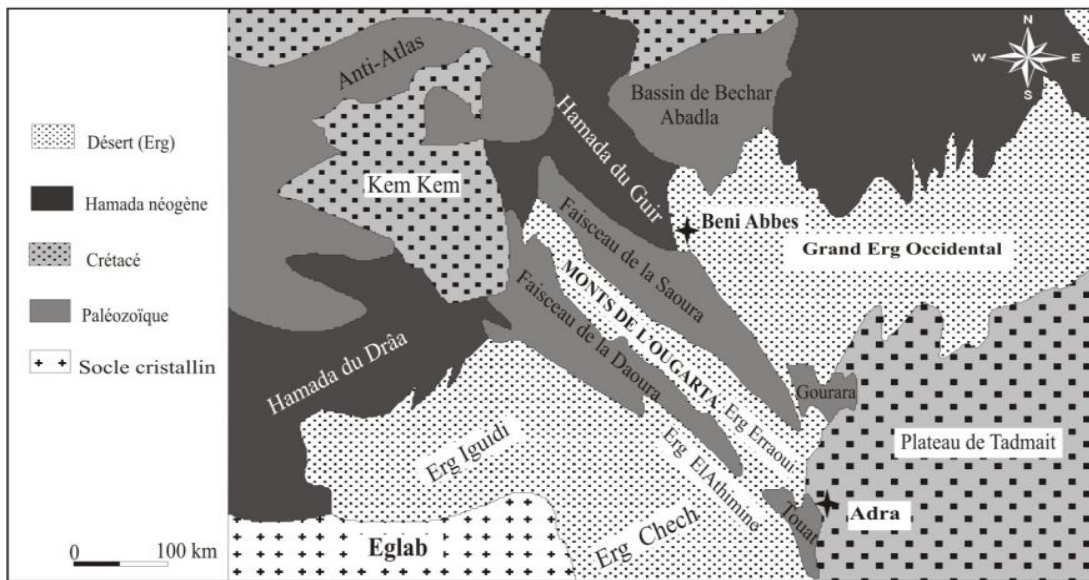 Désert (Erg)
Hamada néogène
Crétacé
Paléozoïque
Socle cristallin
0 100 km
N
W E
S
Anti-Atlas
Bassin de Bechar
Abadla
Hamada du Guir
Kem Kem
Beni Abbes
Faisceau de la Saoura
Grand Erg Occidental
MONTS DE L'OUGARTA
Faisceau de la Daoura
Hamada du Drâa
Gourara
Erg Erraoui
Plateau de Tadmait
Erg Iguidi
Erg ElAthimine
Touat
Adra
Erg Chech
Eglab